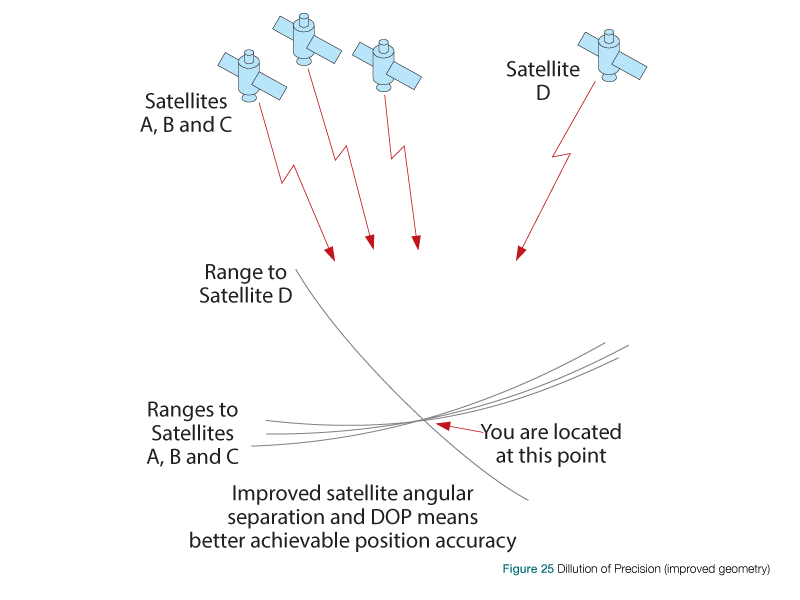 Satellites
A, B and C
Satellite
D
Range to
Satellite D
Ranges to
Satellites
A, B and C
You are located
at this point
Improved satellite angular
separation and DOP means
better achievable position accuracy
Figure 25 Dillution of Precision (improved geometry)